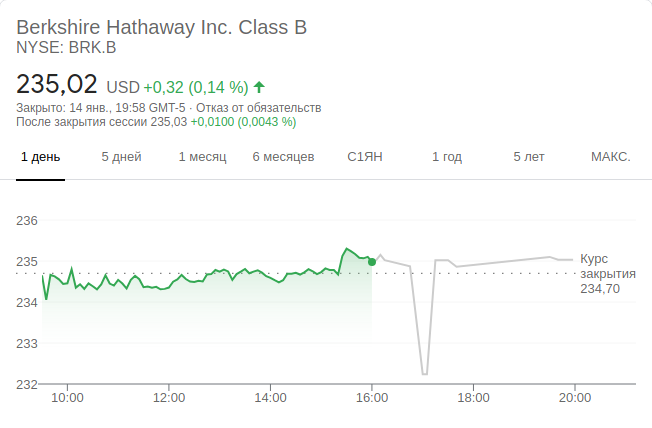 Berkshire Hathaway Inc. Class B
NYSE: BRK.B
235,02 USD +0,32 (0,14 %)
Закрыто: 14 янв., 19:58 GMT-5 · Отказ от обязательств
После закрытия сессии 235,03 +0,0100 (0,0043 %)
1 день 5 дней 1 месяц 6 месяцев С1ЯН 1 год 5 лет МАКС.
236
235
234
233
232
Курс
закрытия
234,70
10:00 12:00 14:00 16:00 18:00 20:00